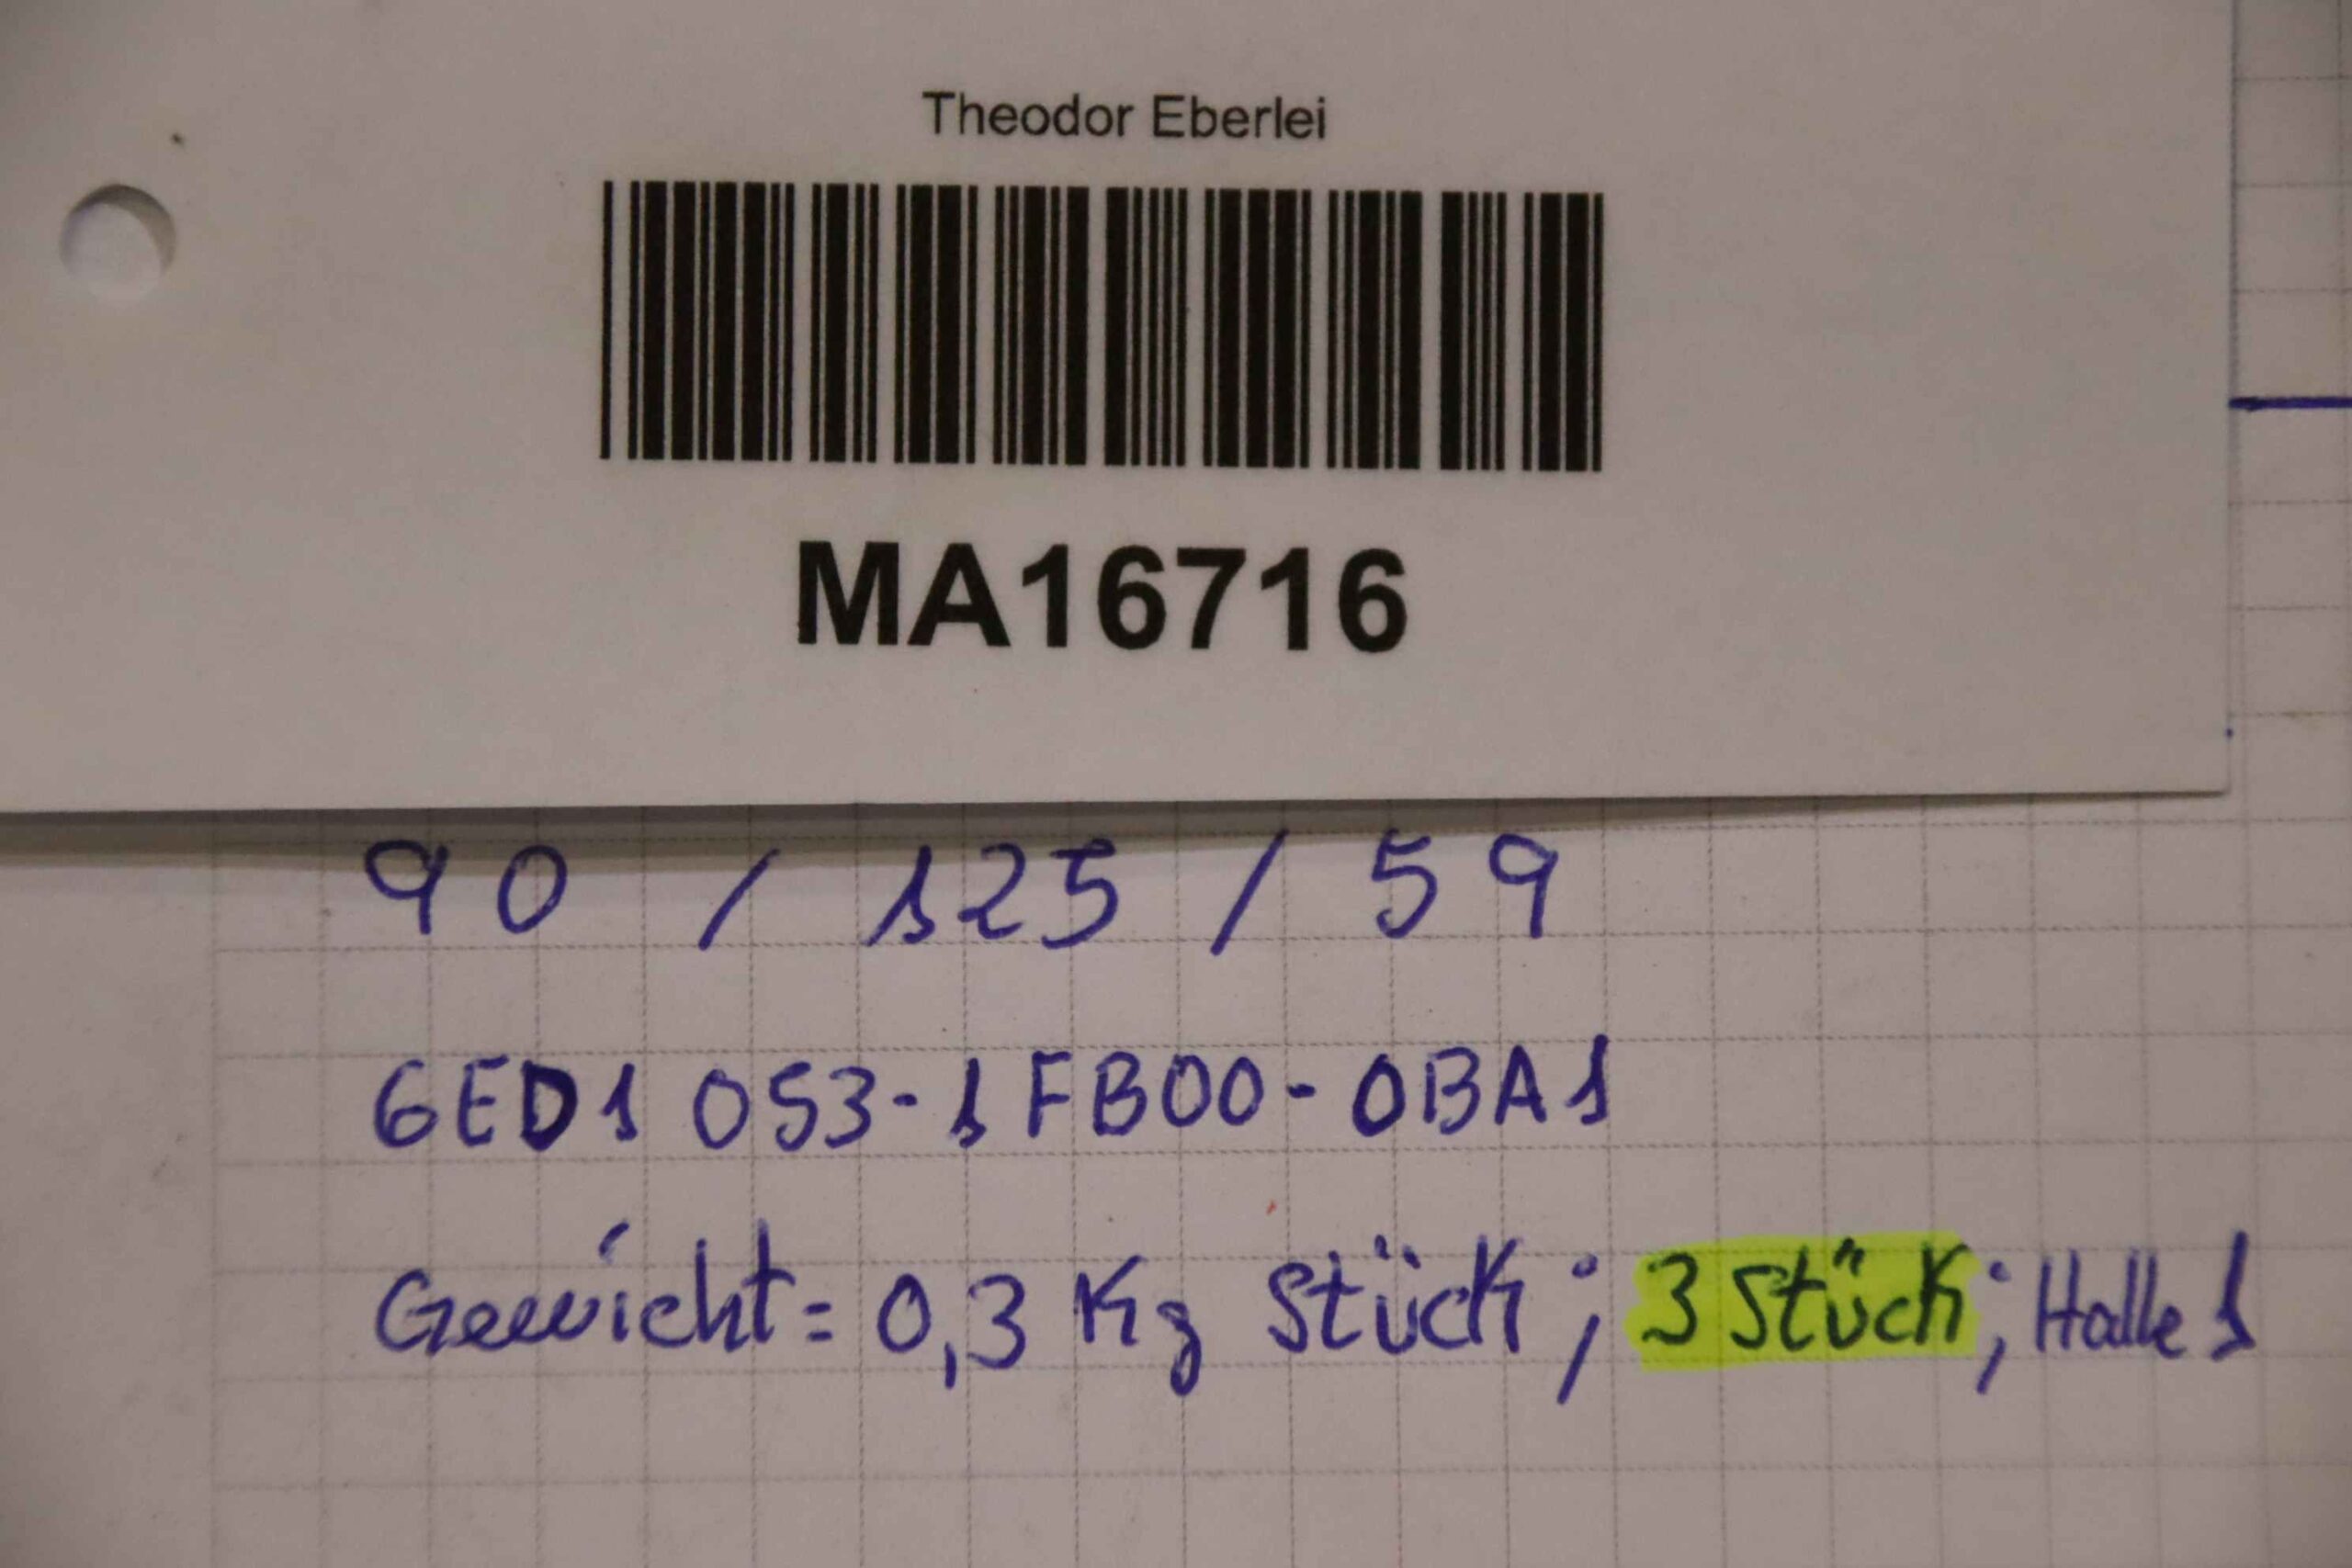 Theodor Eberlei
MA16716
90 / 125 / 59
6ED1 053-1FB00-0BA1
Gewicht= 0,3 Kg Stück; 3 Stück; Halle 1